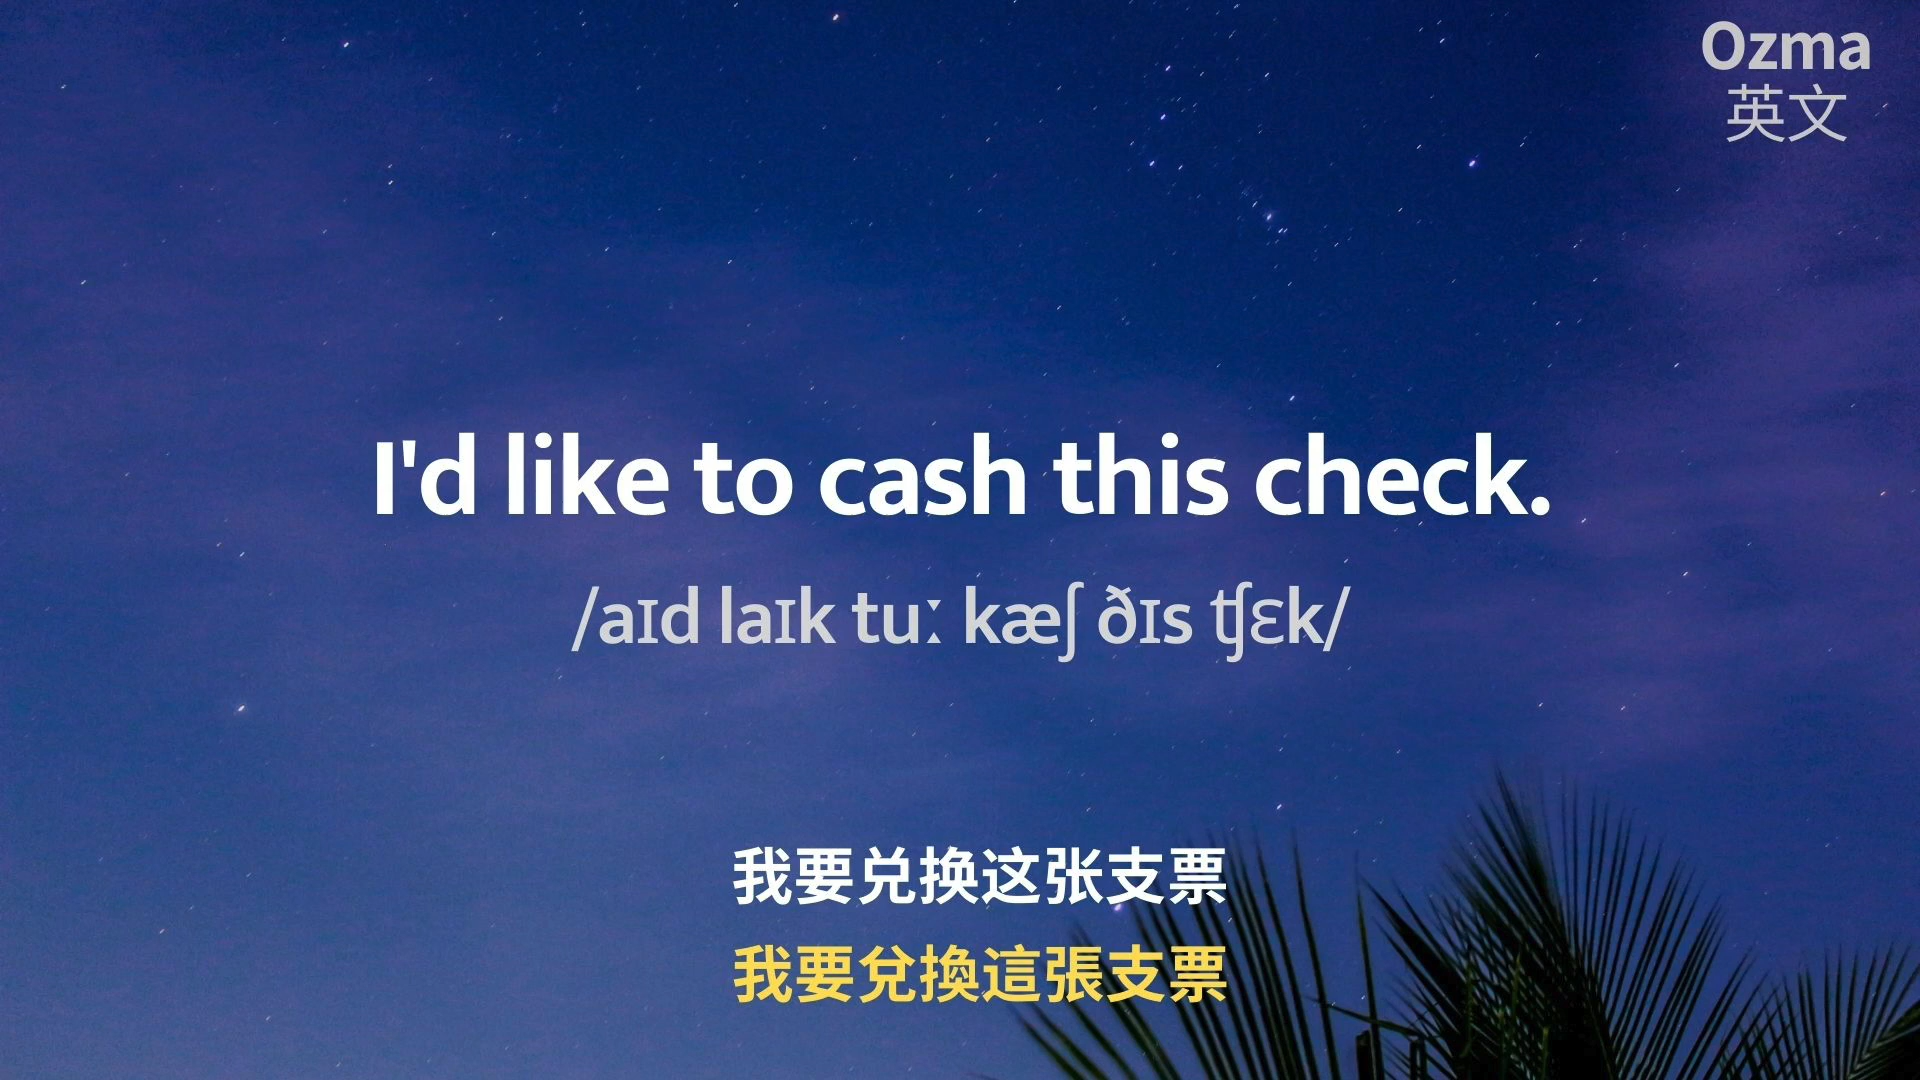 Ozma
英文
I'd like to cash this check.
/aɪd laɪk tuː kæʃ ðɪs ʧɛk/
我要兑换这张支票
我要兌換這張支票